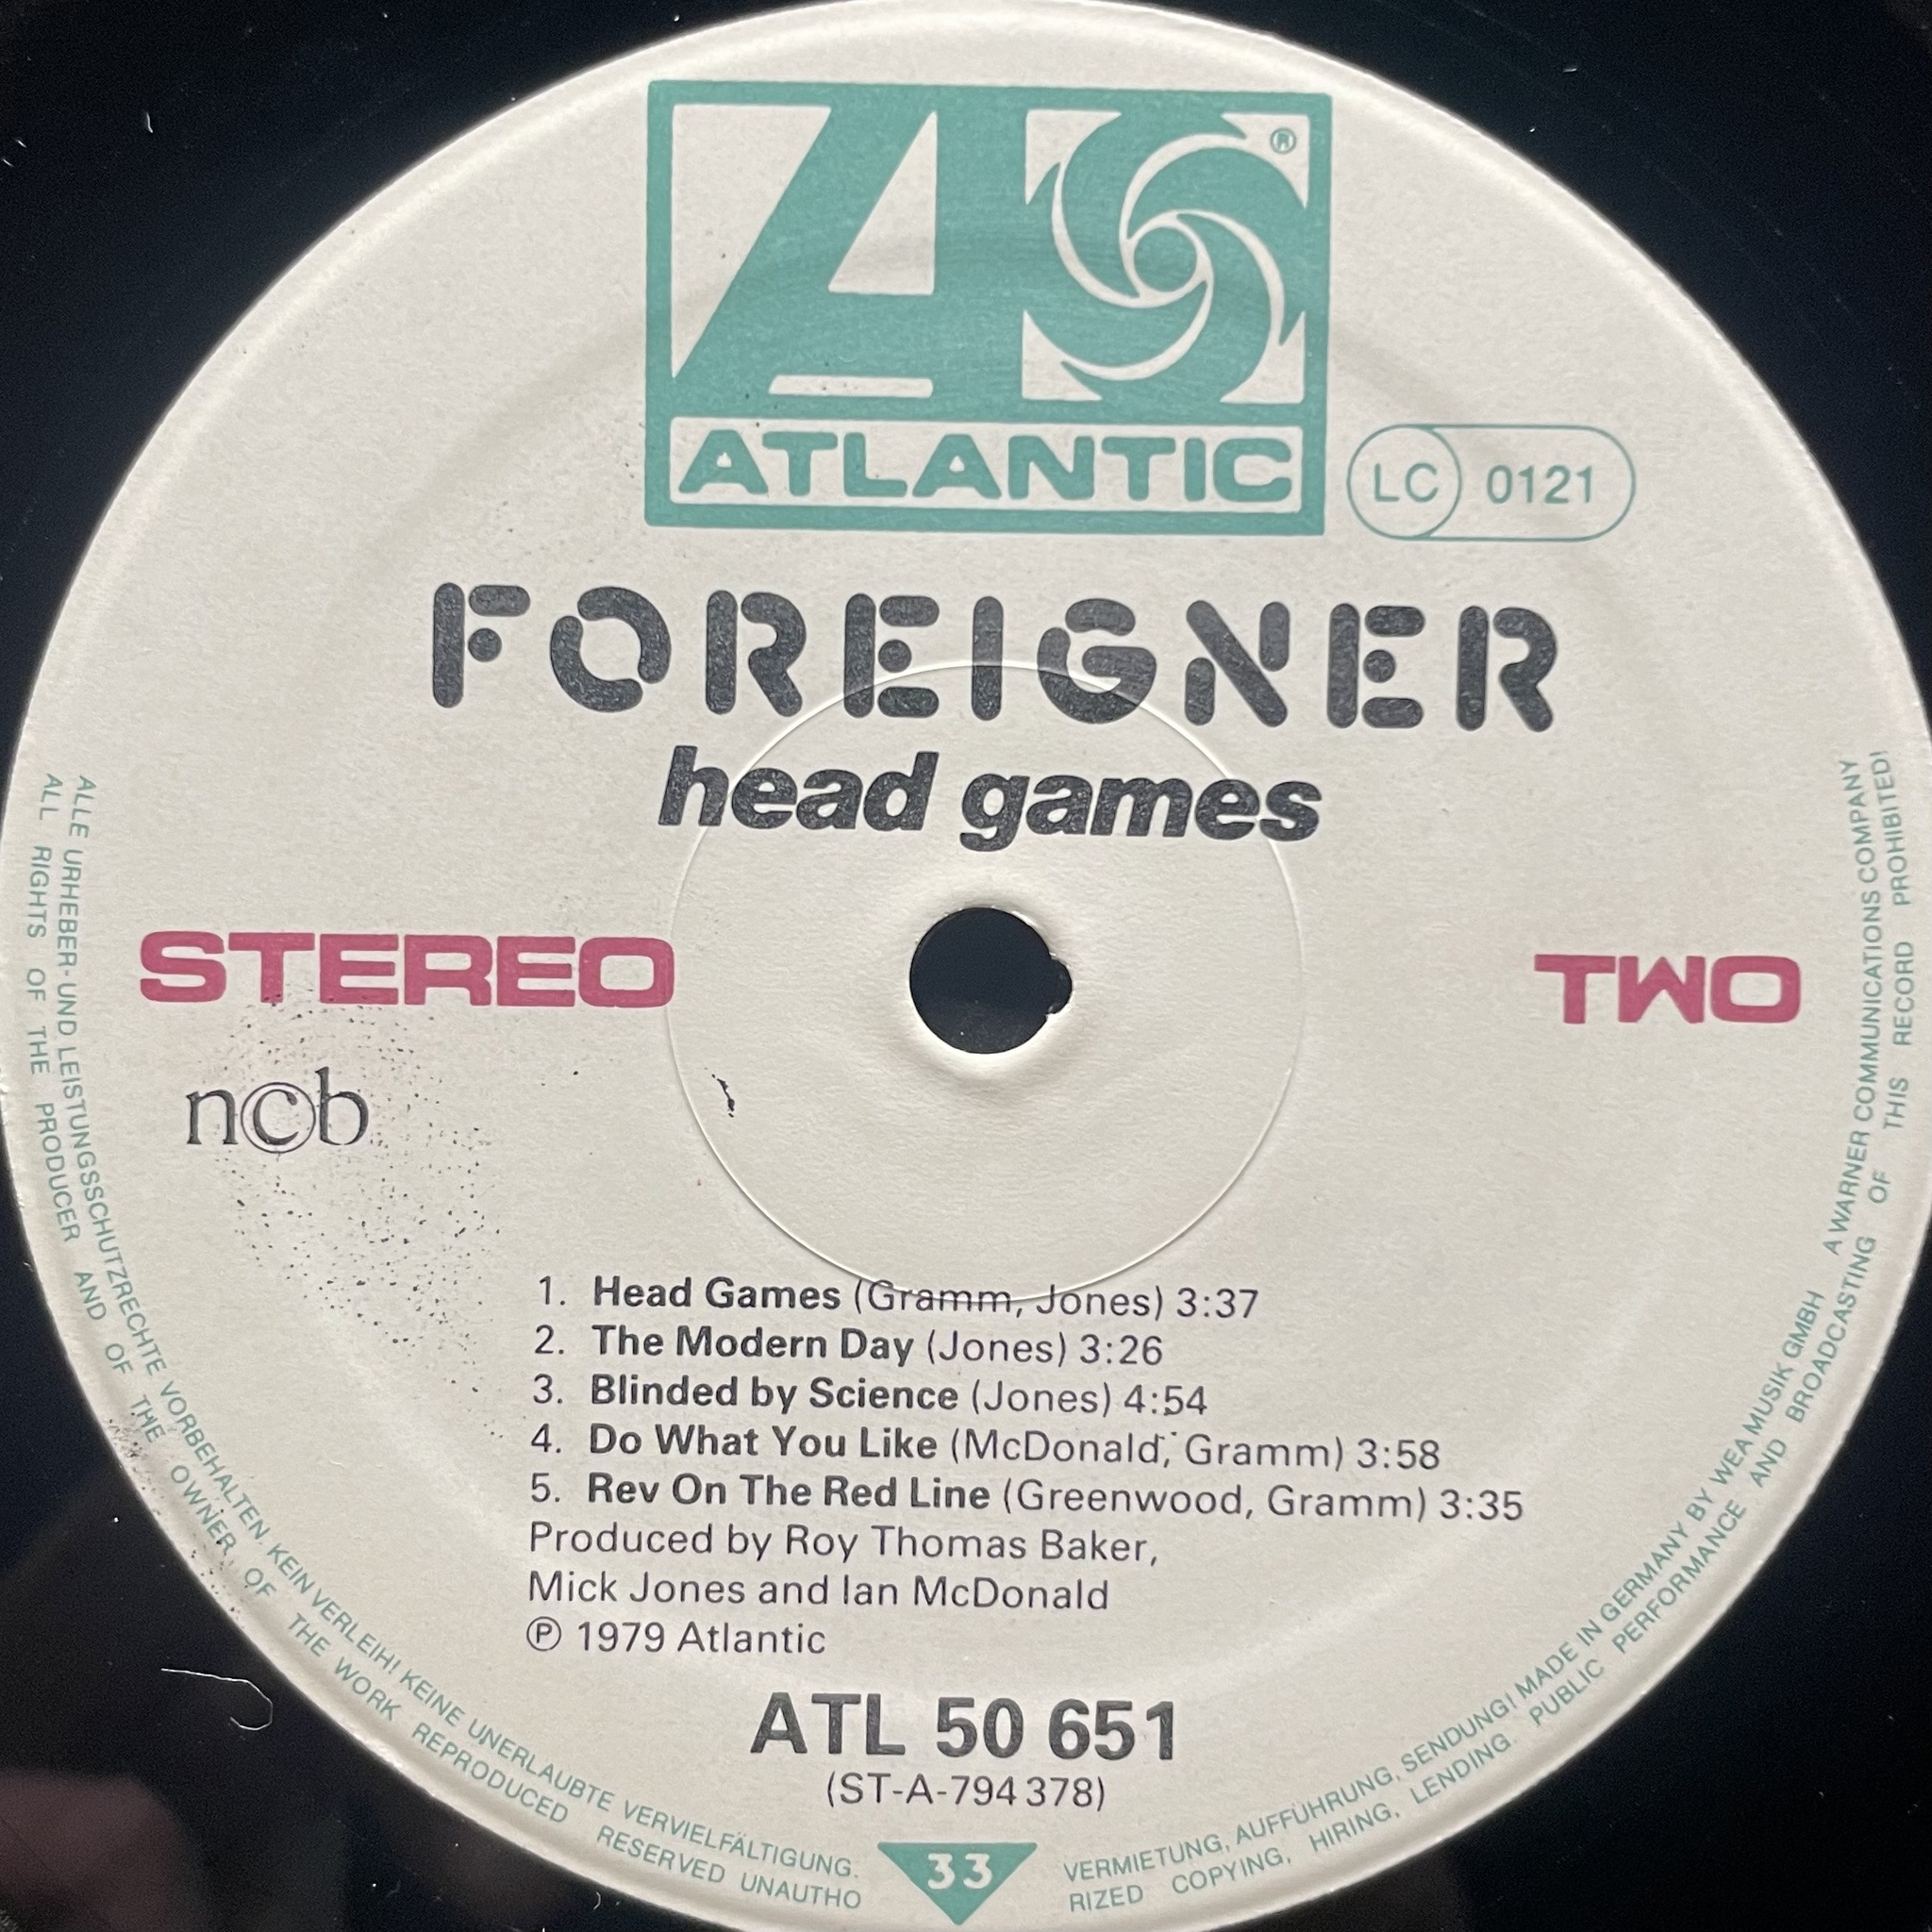 ®
ATLANTIC
LC 0121
FOREIGNER
head games
STEREO
TWO
ncb
1. Head Games (Gramm, Jones) 3:37
2. The Modern Day (Jones) 3:26
3. Blinded by Science (Jones) 4:54
4. Do What You Like (McDonald, Gramm) 3:58
5. Rev On The Red Line (Greenwood, Gramm) 3:35
Produced by Roy Thomas Baker,
Mick Jones and Ian McDonald
℗ 1979 Atlantic
ATL 50 651
(ST-A-794 378)
33
ALLE URHEBER- UND LEISTUNGSSCHUTZRECHTE VORBEHALTEN. KEIN VERLEIH! KEINE UNERLAUBTE VERVIELFÄLTIGUNG. VERMIETUNG, AUFFÜHRUNG, SENDUNG! MADE IN GERMANY BY WEA MUSIK GMBH A WARNER COMMUNICATIONS COMPANY
ALL RIGHTS OF THE PRODUCER AND OF THE OWNER OF THE WORK REPRODUCED RESERVED UNAUTHORIZED COPYING, HIRING, LENDING. PUBLIC PERFORMANCE AND BROADCASTING OF THIS RECORD PROHIBITED!